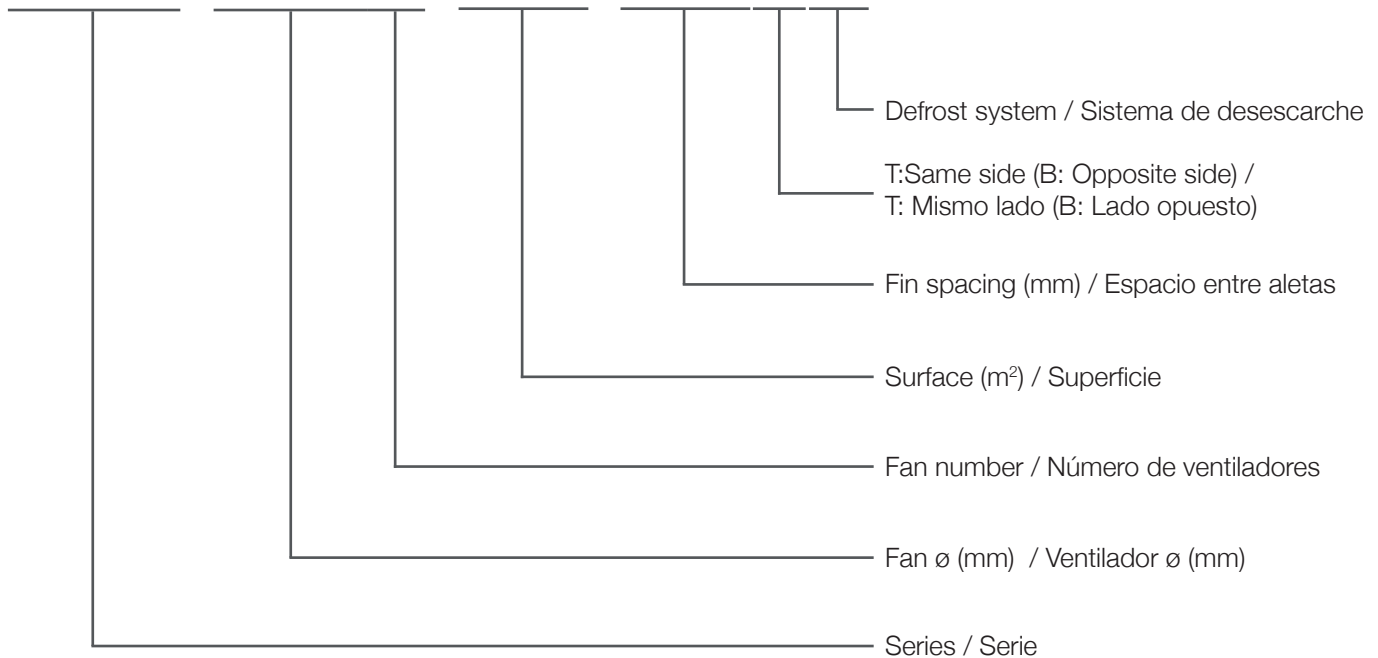 Defrost system / Sistema de desescarche
T:Same side (B: Opposite side) /
T: Mismo lado (B: Lado opuesto)
Fin spacing (mm) / Espacio entre aletas
Surface (m²) / Superficie
Fan number / Número de ventiladores
Fan ø (mm) / Ventilador ø (mm)
Series / Serie